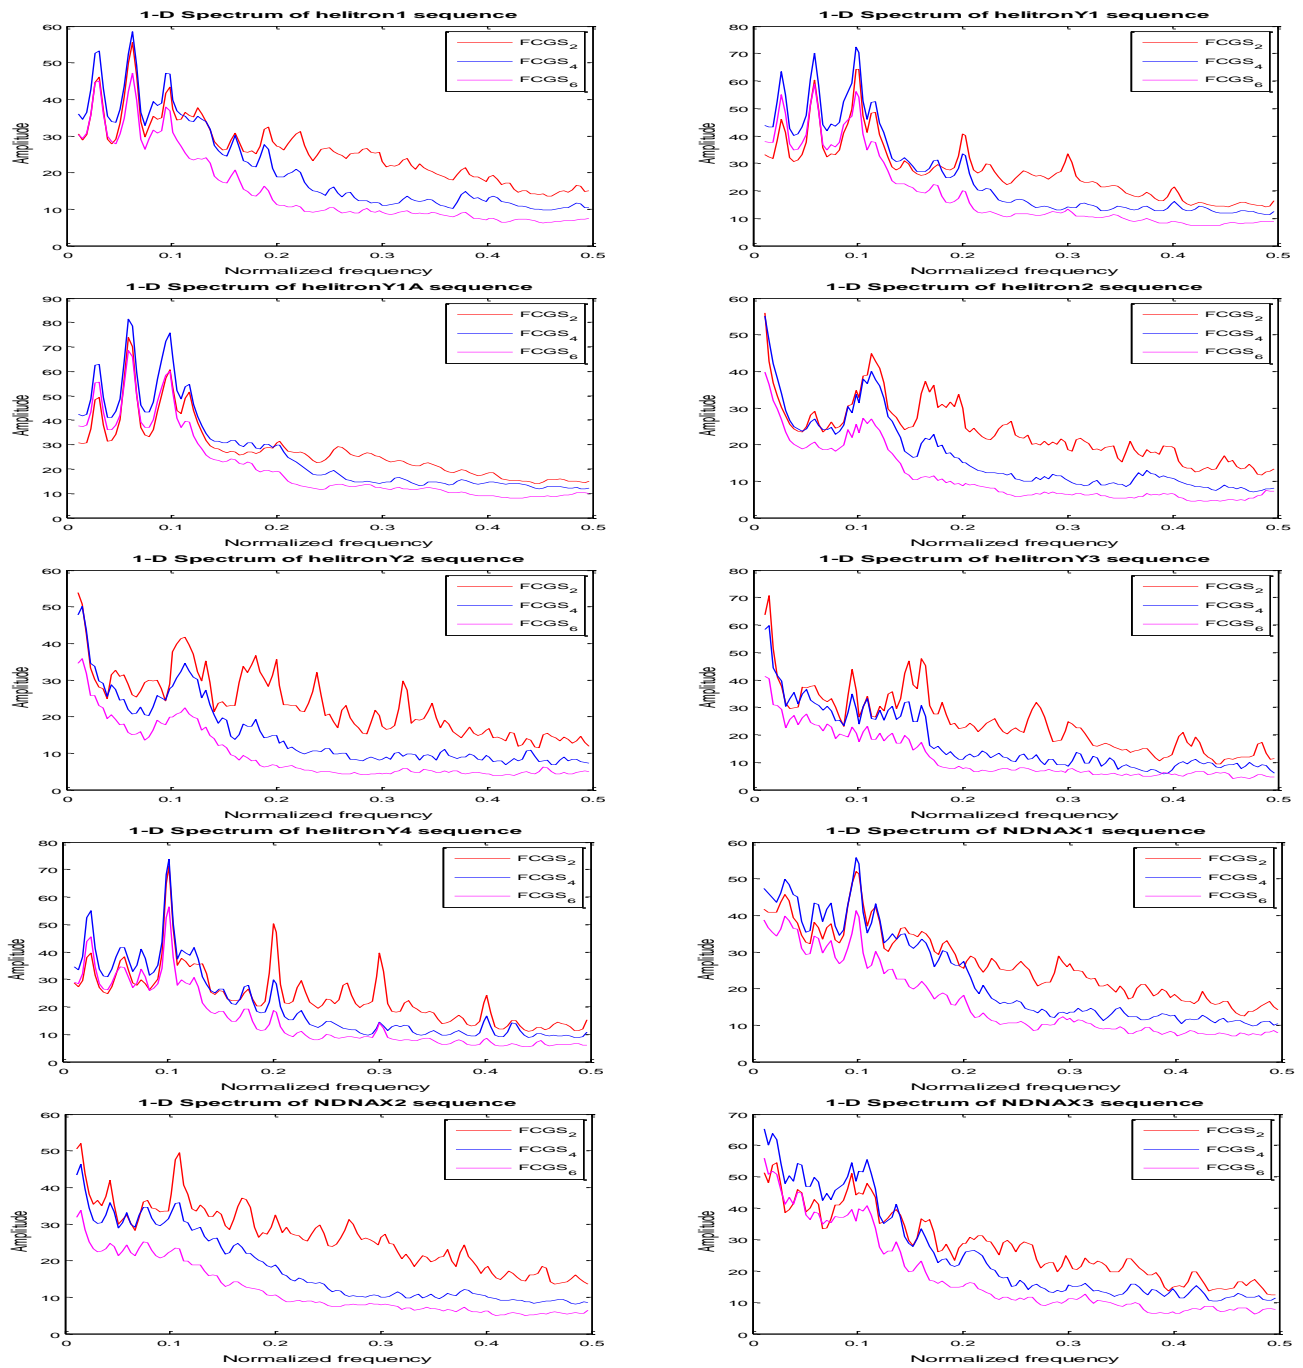 1-D Spectrum of helitron1 sequence
60
50
40
30
20
10
0
Amplitude
FCGS2
FCGS4
FCGS6
0 0.1 0.2 0.3 0.4 0.5
Normalized frequency
1-D Spectrum of helitronY1 sequence
80
70
60
50
40
30
20
10
0
Amplitude
FCGS2
FCGS4
FCGS6
0 0.1 0.2 0.3 0.4 0.5
Normalized frequency
1-D Spectrum of helitronY1A sequence
90
80
70
60
50
40
30
20
10
0
Amplitude
FCGS2
FCGS4
FCGS6
0 0.1 0.2 0.3 0.4 0.5
Normalized frequency
1-D Spectrum of helitron2 sequence
60
50
40
30
20
10
0
Amplitude
FCGS2
FCGS4
FCGS6
0 0.1 0.2 0.3 0.4 0.5
Normalized frequency
1-D Spectrum of helitronY2 sequence
60
50
40
30
20
10
0
Amplitude
FCGS2
FCGS4
FCGS6
0 0.1 0.2 0.3 0.4 0.5
Normalized frequency
1-D Spectrum of helitronY3 sequence
80
70
60
50
40
30
20
10
0
Amplitude
FCGS2
FCGS4
FCGS6
0 0.1 0.2 0.3 0.4 0.5
Normalized frequency
1-D Spectrum of helitronY4 sequence
80
70
60
50
40
30
20
10
0
Amplitude
FCGS2
FCGS4
FCGS6
0 0.1 0.2 0.3 0.4 0.5
Normalized frequency
1-D Spectrum of NDNAX1 sequence
60
50
40
30
20
10
0
Amplitude
FCGS2
FCGS4
FCGS6
0 0.1 0.2 0.3 0.4 0.5
Normalized frequency
1-D Spectrum of NDNAX2 sequence
60
50
40
30
20
10
0
Amplitude
FCGS2
FCGS4
FCGS6
0 0.1 0.2 0.3 0.4 0.5
Normalized frequency
1-D Spectrum of NDNAX3 sequence
70
60
50
40
30
20
10
0
Amplitude
FCGS2
FCGS4
FCGS6
0 0.1 0.2 0.3 0.4 0.5
Normalized frequency